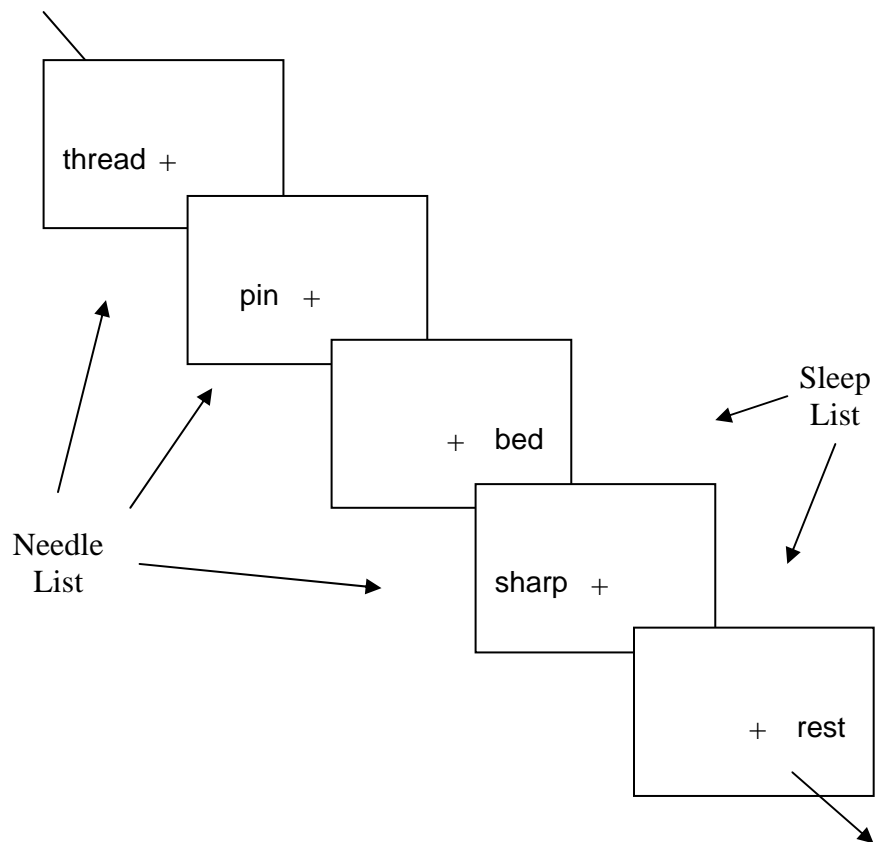 thread +
pin +
Sleep
List
+ bed
Needle
List
sharp +
+ rest